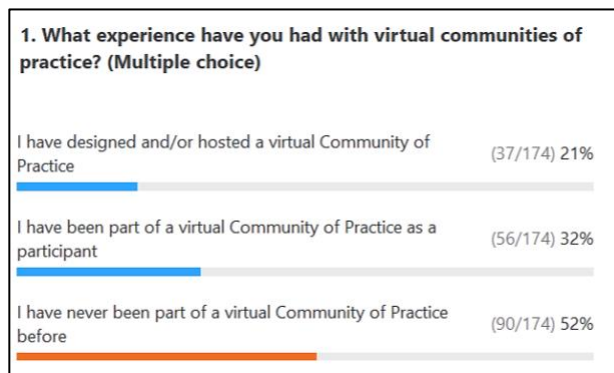 1. What experience have you had with virtual communities of
practice? (Multiple choice)
I have designed and/or hosted a virtual Community of
Practice
(37/174) 21%
I have been part of a virtual Community of Practice as a
participant
(56/174) 32%
I have never been part of a virtual Community of Practice
before
(90/174) 52%